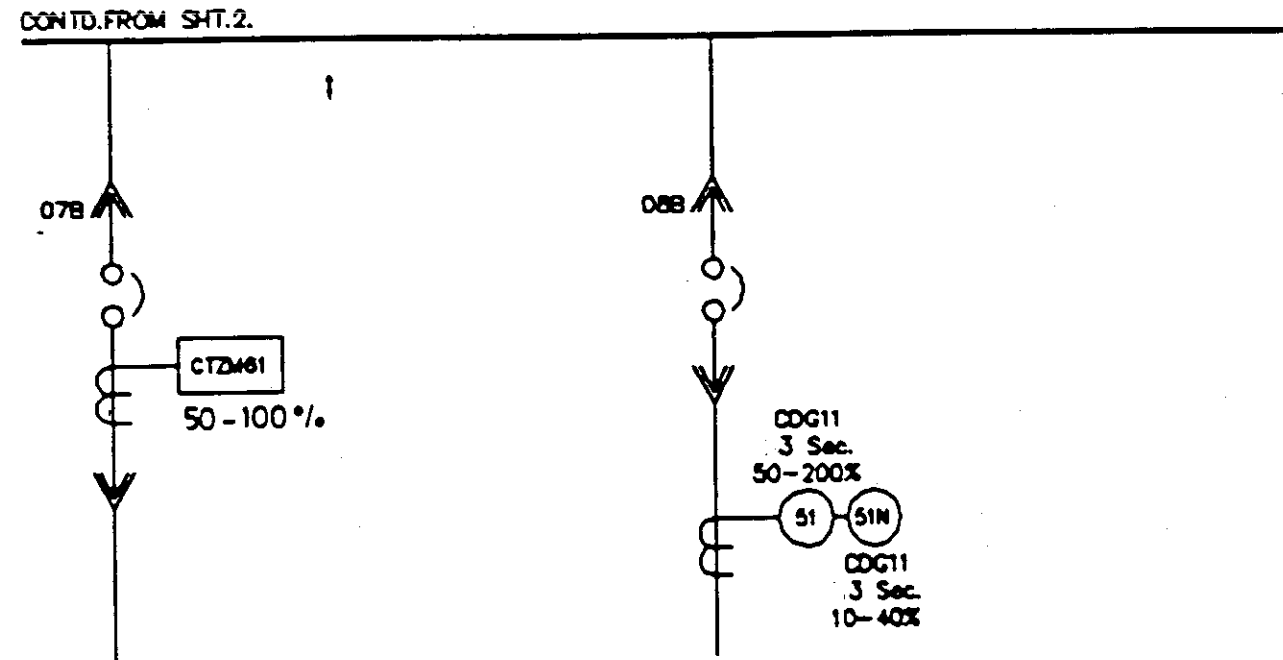 CONTD.FROM SHT.2.
07B
08B
CTZM61
50-100%
CDG11
3 Sec.
50-200%
51
51N
CDG11
3 Sec.
10-40%